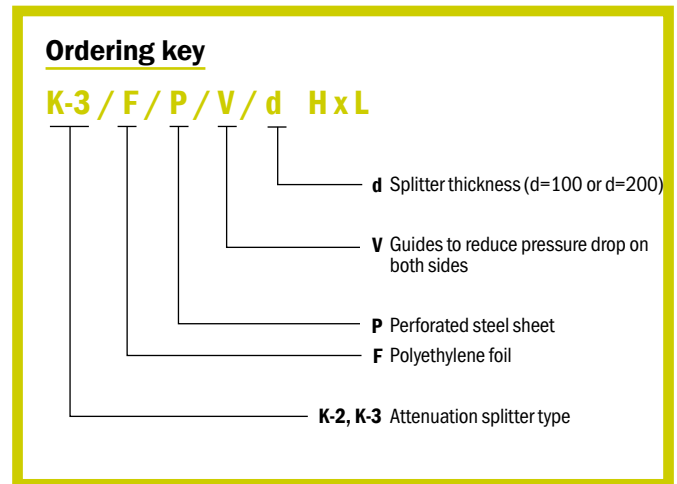 Ordering key
K-3 / F / P / V / d H x L
d Splitter thickness (d=100 or d=200)
V Guides to reduce pressure drop on
both sides
P Perforated steel sheet
F Polyethylene foil
K-2, K-3 Attenuation splitter type